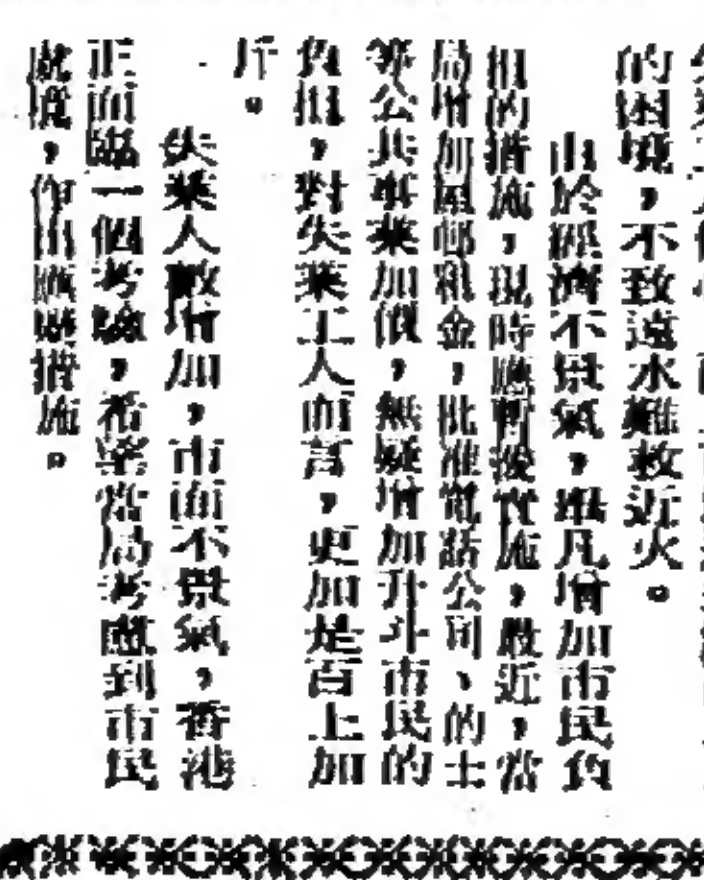 的困境，不致遠水難救近火。
由於經濟不景氣，舉凡增加市民負
担的措施，現時應暫緩實施，最近，當
局增加屋邨租金，批准電話公司、的士
等公共事業加價，無疑增加升斗市民的
負担，對失業工人而言，更加是百上加
斤。
失業人數增加，市面不景氣，香港
正面臨一個考驗，希望當局考慮到市民
處境，作出應變措施。